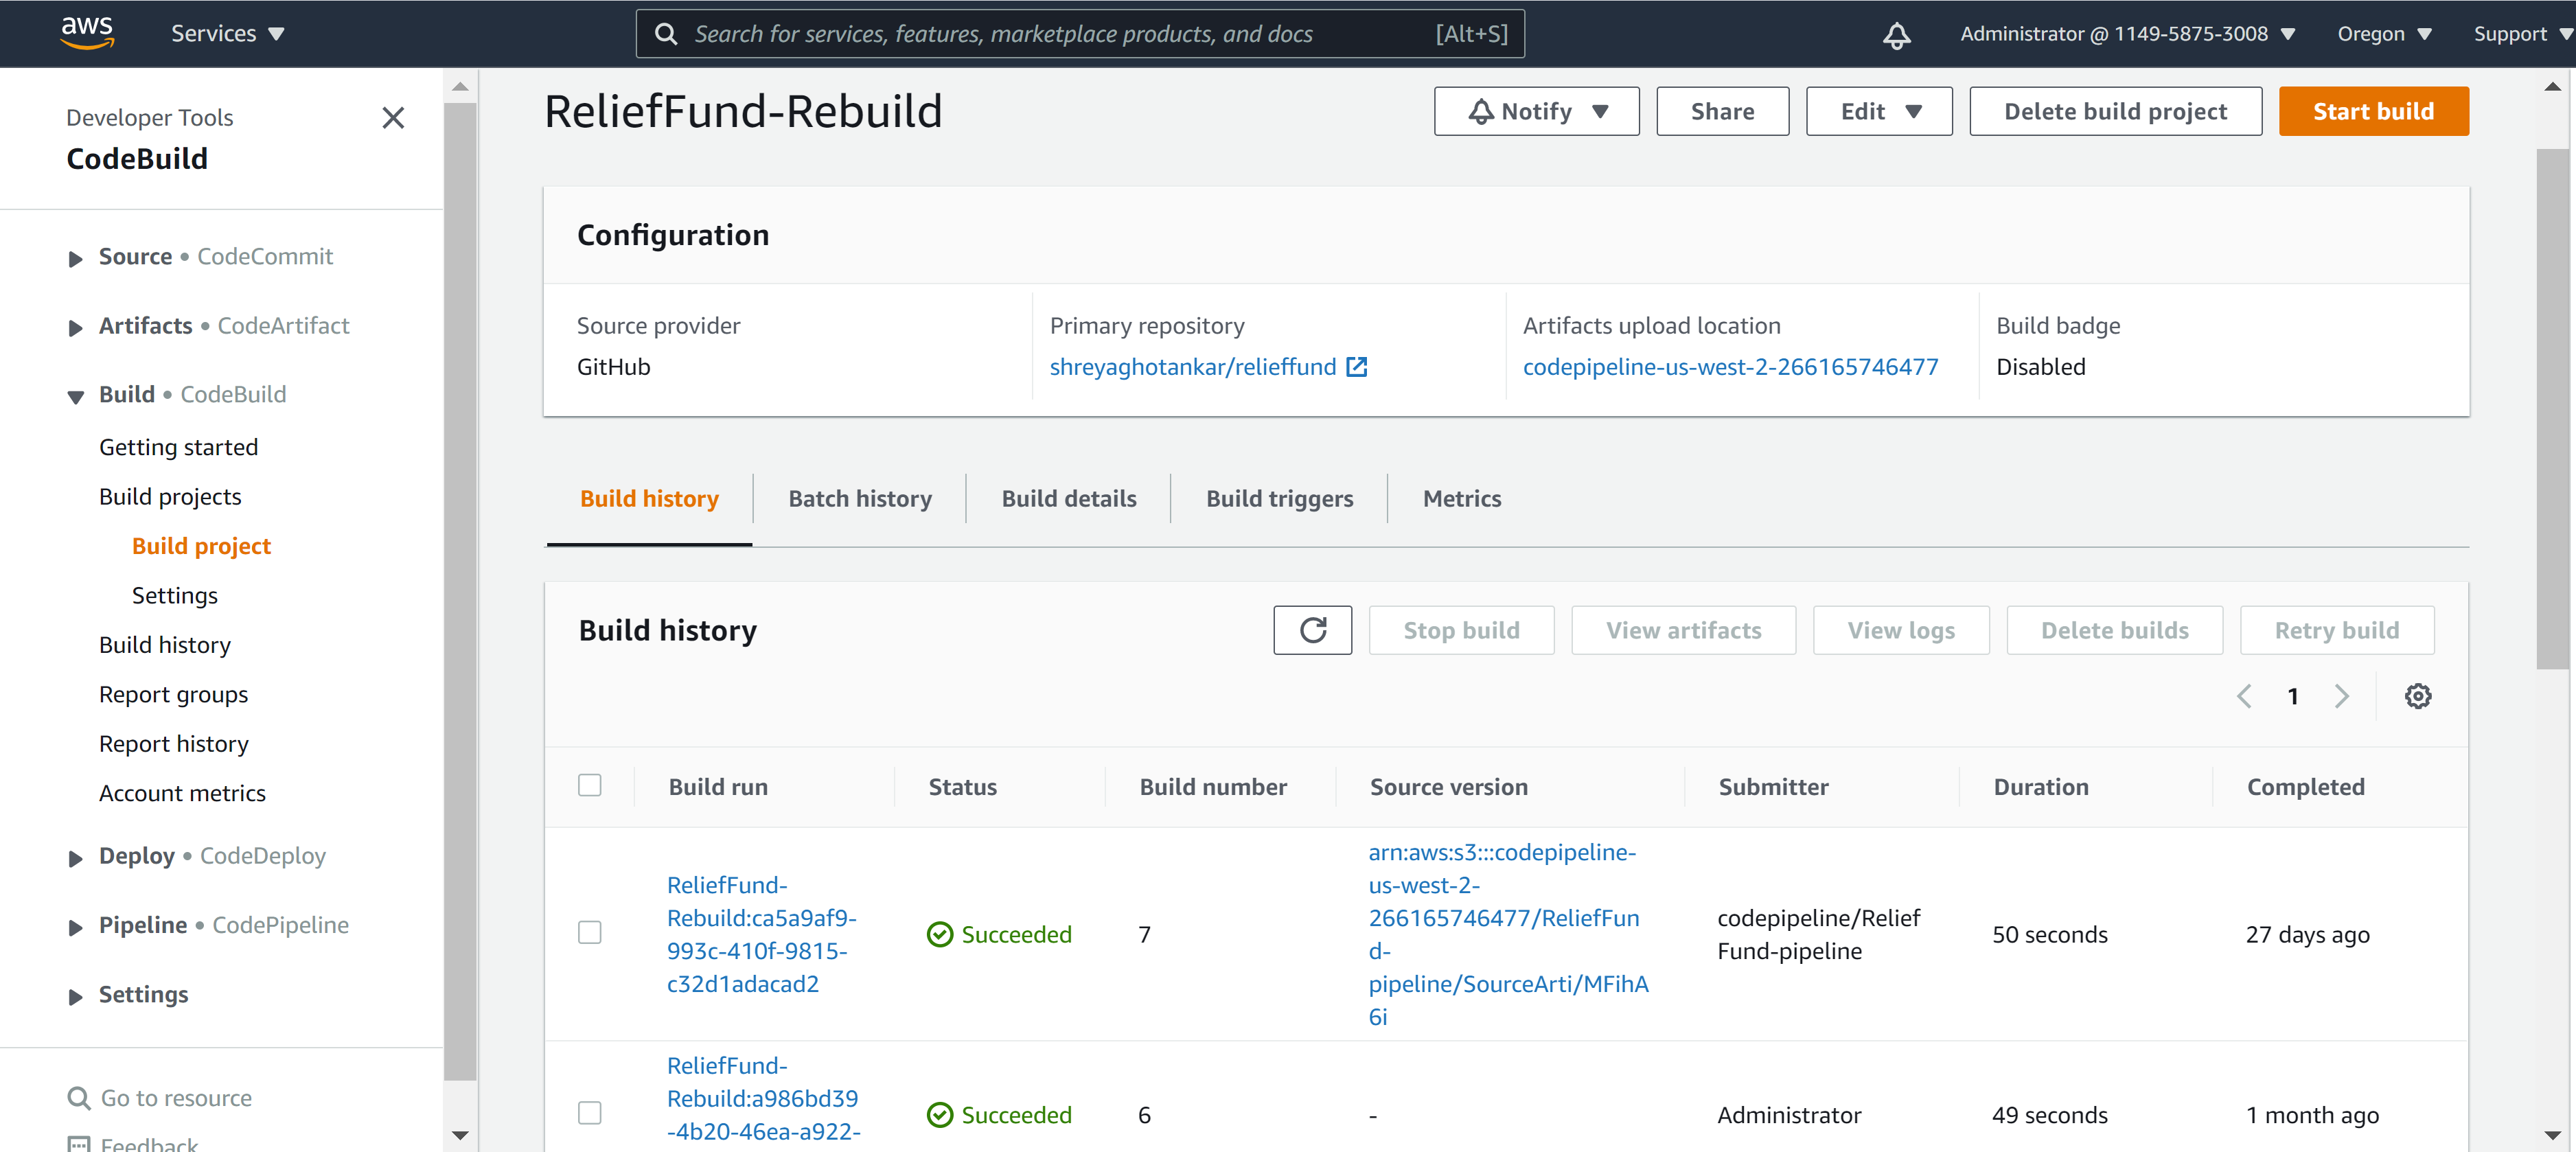 aws
Services
Search for services, features, marketplace products, and docs
[Alt+S]
Administrator @ 1149-5875-3008
Oregon
Support
Developer Tools
CodeBuild
Source • CodeCommit
Artifacts • CodeArtifact
Build • CodeBuild
Getting started
Build projects
Build project
Settings
Build history
Report groups
Report history
Account metrics
Deploy • CodeDeploy
Pipeline • CodePipeline
Settings
Go to resource
Feedback
ReliefFund-Rebuild
Notify
Share
Edit
Delete build project
Start build
Configuration
Source provider
GitHub
Primary repository
shreyaghotankar/relieffund
Artifacts upload location
codepipeline-us-west-2-266165746477
Build badge
Disabled
Build history
Batch history
Build details
Build triggers
Metrics
Build history
Stop build
View artifacts
View logs
Delete builds
Retry build
1
Build run
Status
Build number
Source version
Submitter
Duration
Completed
ReliefFund-
Rebuild:ca5a9af9-
993c-410f-9815-
c32d1adacad2
Succeeded
7
arn:aws:s3:::codepipeline-
us-west-2-
266165746477/ReliefFun
d-
pipeline/SourceArti/MFihA
6i
codepipeline/Relief
Fund-pipeline
50 seconds
27 days ago
ReliefFund-
Rebuild:a986bd39
-4b20-46ea-a922-
Succeeded
6
-
Administrator
49 seconds
1 month ago